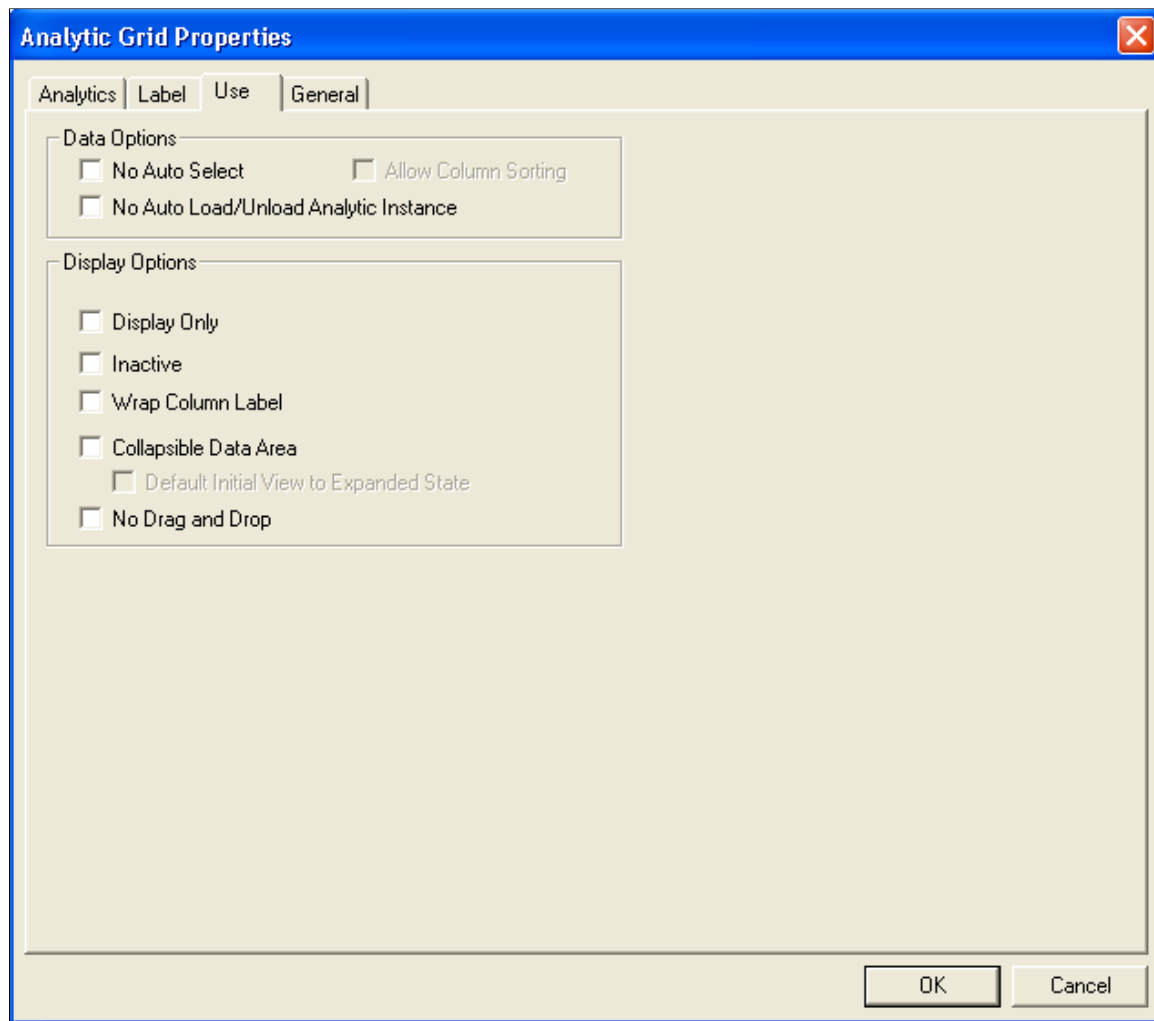 Analytic Grid Properties
Analytics Label Use General
Data Options
No Auto Select Allow Column Sorting
No Auto Load/Unload Analytic Instance
Display Options
Display Only
Inactive
Wrap Column Label
Collapsible Data Area
Default Initial View to Expanded State
No Drag and Drop
OK Cancel